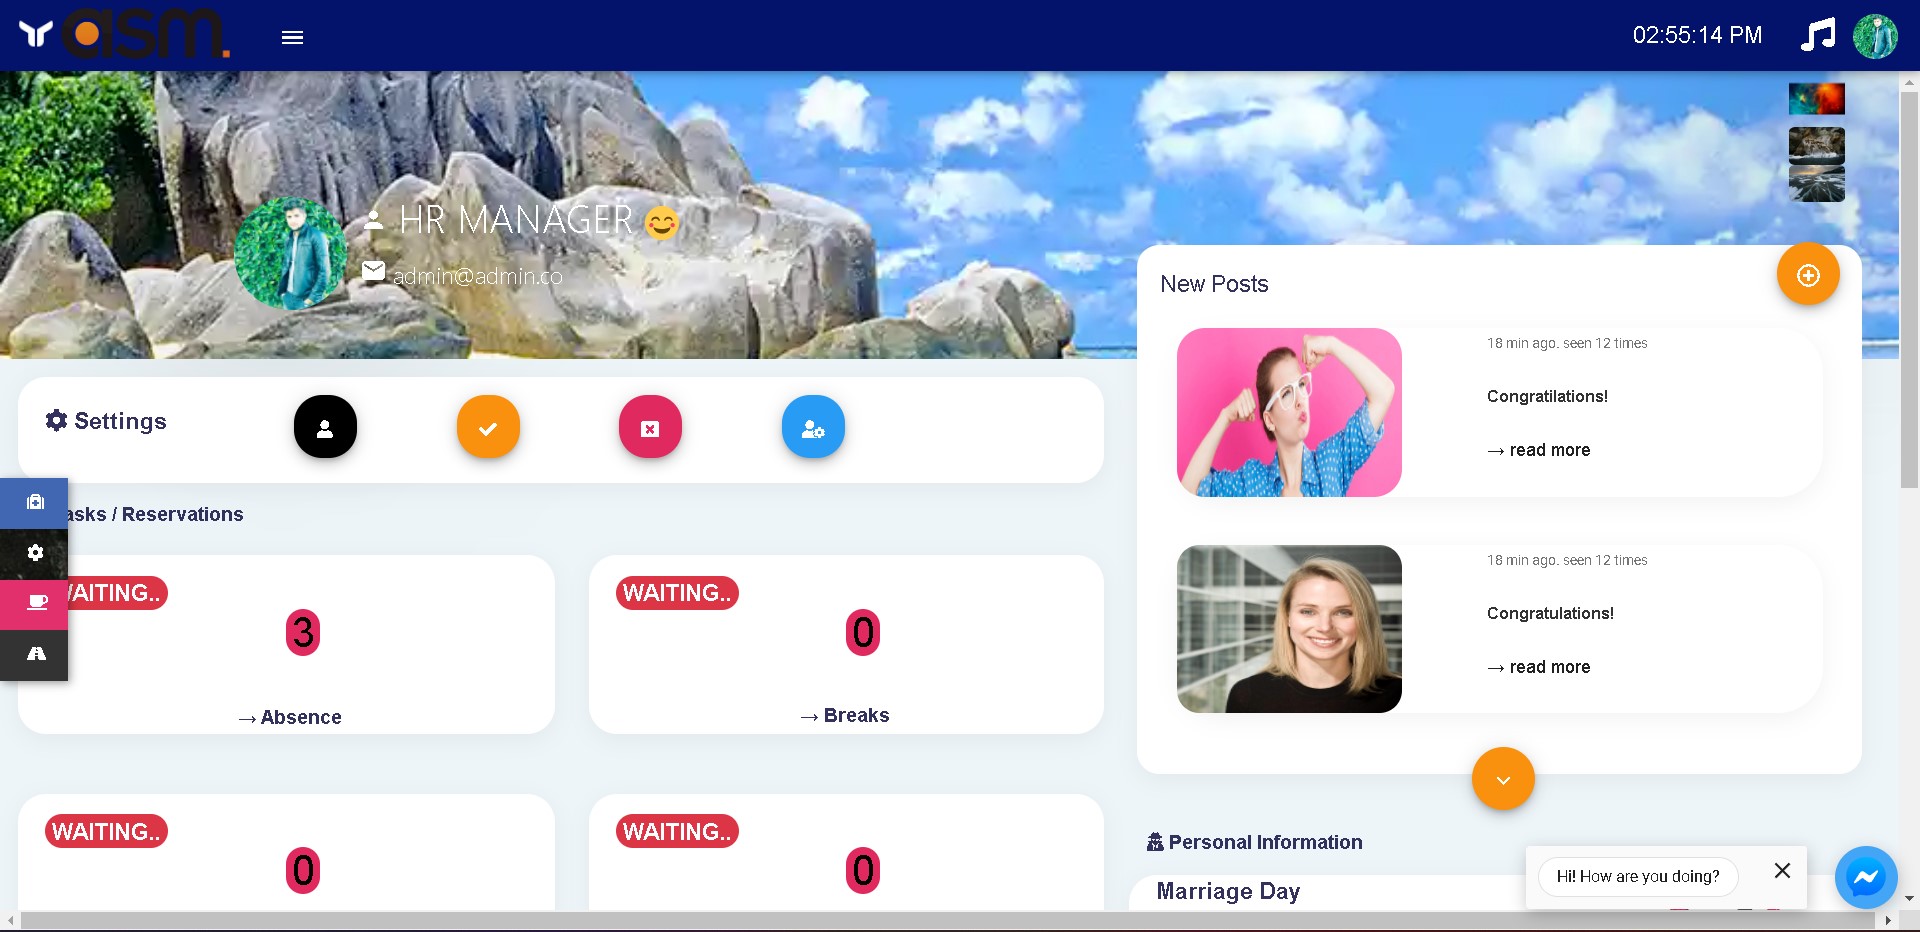 asm.
02:55:14 PM
HR MANAGER 😊
admin@admin.co
New Posts
18 min ago. seen 12 times
Congratilations!
→ read more
18 min ago. seen 12 times
Congratulations!
→ read more
Settings
asks / Reservations
WAITING..
3
→ Absence
WAITING..
0
→ Breaks
WAITING..
0
WAITING..
0
Personal Information
Marriage Day
Hi! How are you doing?